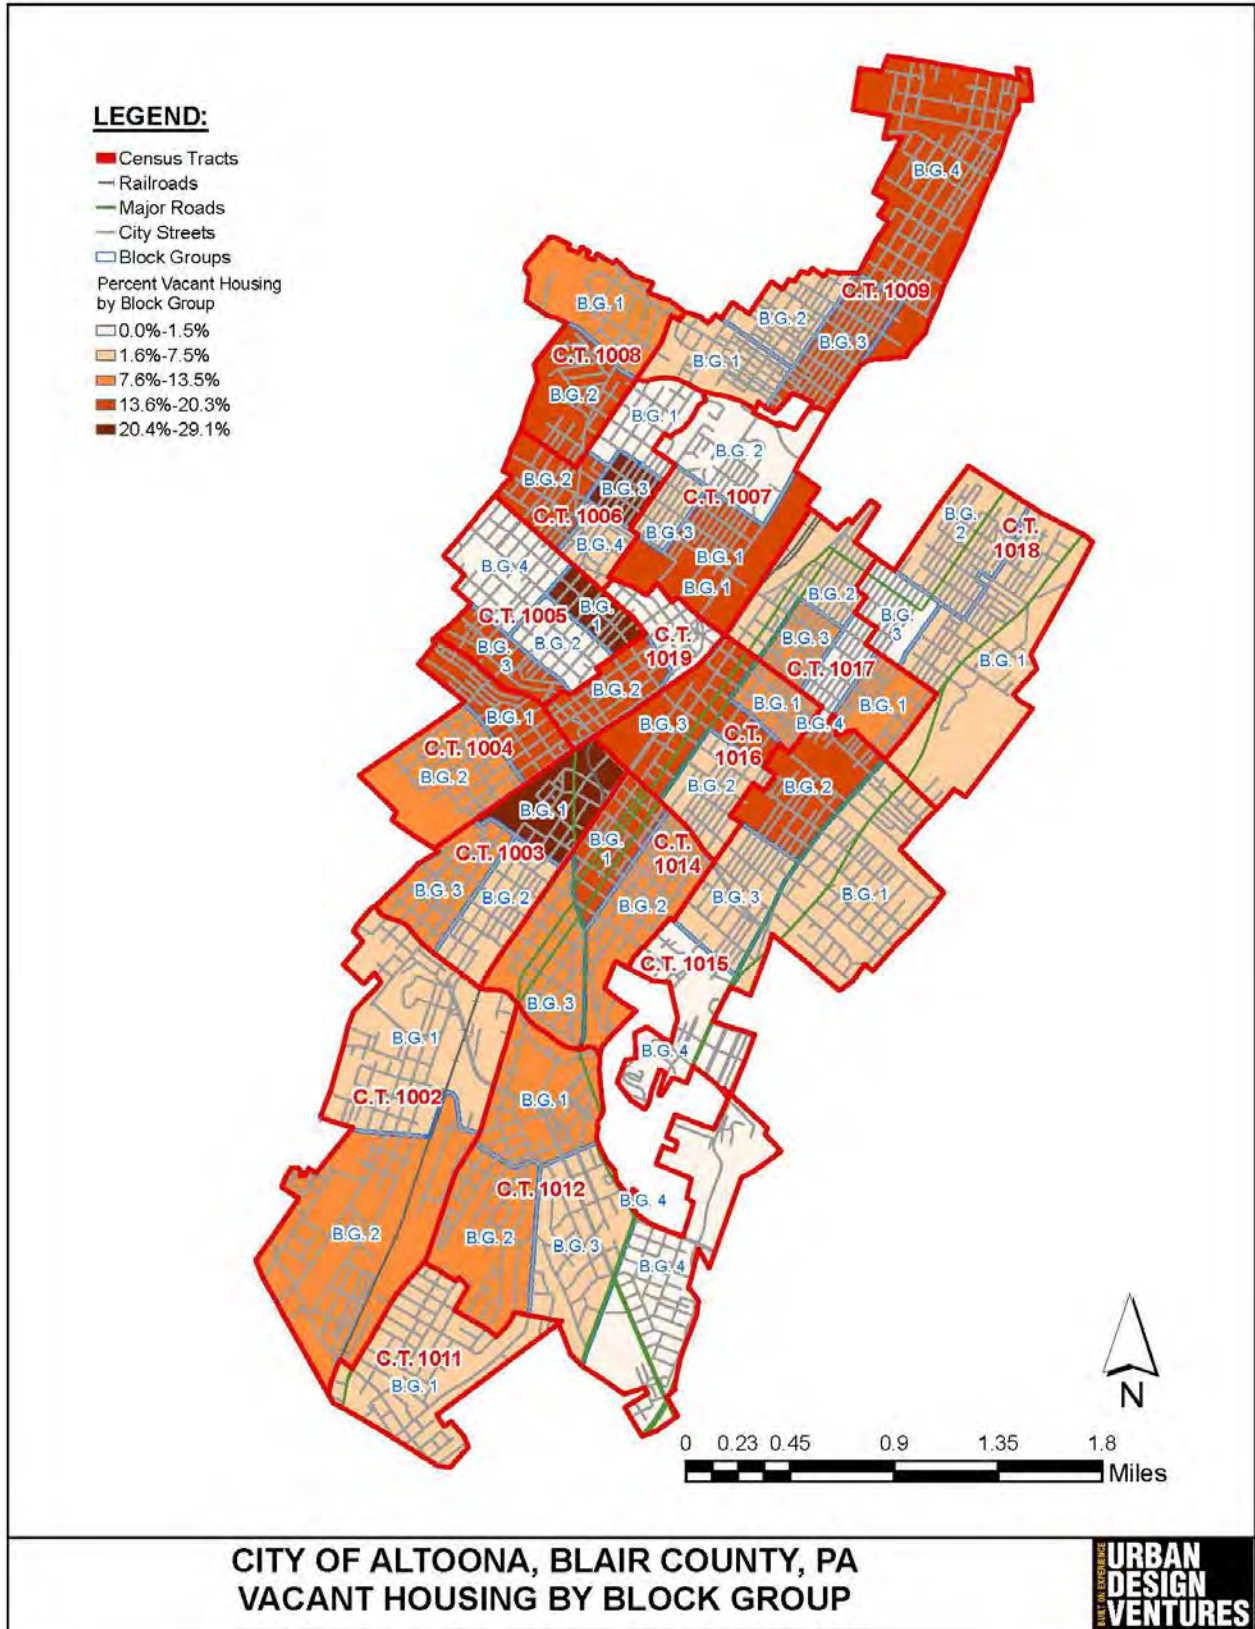 LEGEND:
Census Tracts
Railroads
Major Roads
City Streets
Block Groups
Percent Vacant Housing
by Block Group
0.0%-1.5%
1.6%-7.5%
7.6%-13.5%
13.6%-20.3%
20.4%-29.1%
B.G. 4
C.T. 1009
B.G. 1
B.G. 2
B.G. 3
B.G. 1
C.T. 1008
B.G. 2
B.G. 1
B.G. 2
B.G. 2
B.G. 3
C.T. 1007
C.T. 1006
B.G. 3
B.G. 4
B.G. 1
B.G. 1
B.G.
2
C.T.
1018
B.G. 4
B.G. 2
B.G.
1
B.G.
3
C.T. 1005
B.G. 2
C.T.
1019
B.G. 3
B.G.
3
C.T. 1017
B.G. 1
B.G. 2
B.G. 1
B.G. 1
B.G. 3
B.G. 1
B.G. 4
C.T. 1004
C.T.
1016
B.G. 2
B.G. 2
B.G. 2
B.G. 1
C.T. 1003
B.G.
1
C.T.
1014
B.G. 3
B.G. 2
B.G. 2
B.G. 3
B.G. 1
C.T. 1015
B.G. 3
B.G. 1
B.G. 4
C.T. 1002
B.G. 1
C.T. 1012
B.G. 4
B.G. 2
B.G. 2
B.G. 3
B.G. 4
C.T. 1011
B.G. 1
N
0 0.23 0.45 0.9 1.35 1.8
Miles
CITY OF ALTOONA, BLAIR COUNTY, PA
VACANT HOUSING BY BLOCK GROUP
BUILT ON EXPERIENCE
URBAN
DESIGN
VENTURES